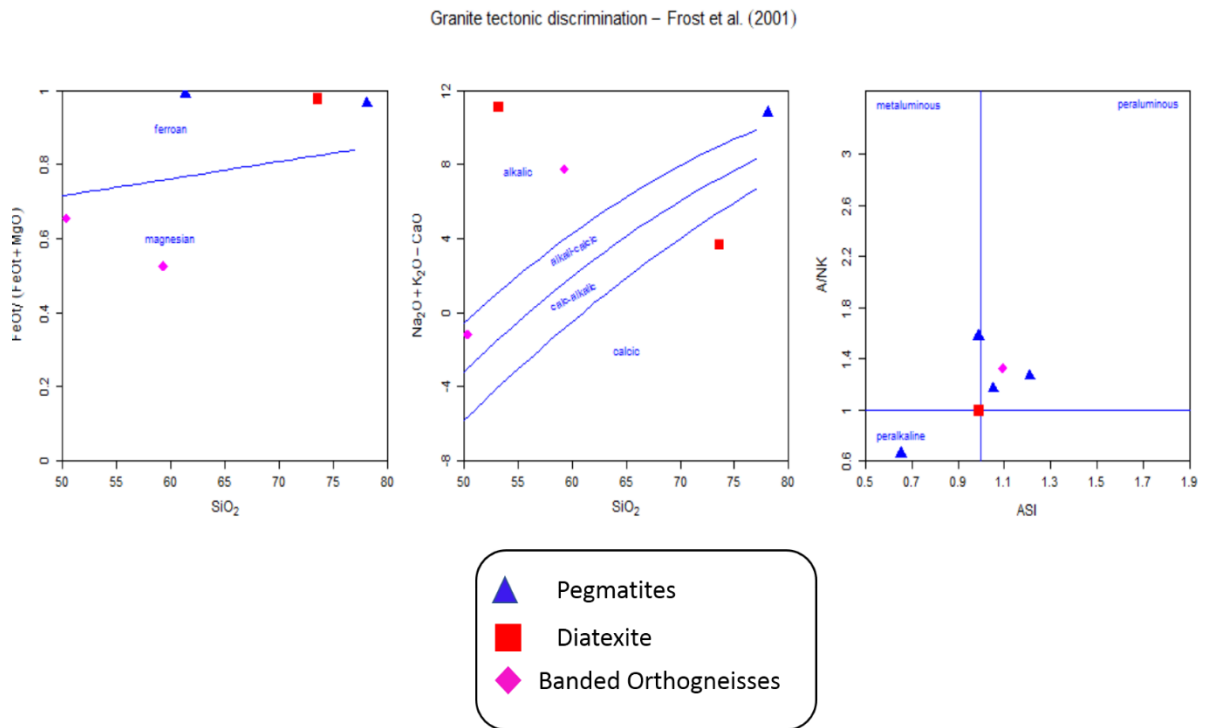 Granite tectonic discrimination – Frost et al. (2001)
FeOt/ (FeOt + MgO)
1
0.8
0.6
0.4
0.2
0
ferroan
magnesian
50 55 60 65 70 75 80
SiO₂
Na₂O + K₂O – CaO
12
8
4
0
-4
-8
alkalic
alkali-calcic
calc-alkalic
calcic
50 55 60 65 70 75 80
SiO₂
A/NK
3
2.6
2.2
1.8
1.4
1
0.6
metaluminous
peraluminous
peralkaline
0.5 0.7 0.9 1.1 1.3 1.5 1.7 1.9
ASI
Pegmatites
Diatexite
Banded Orthogneisses